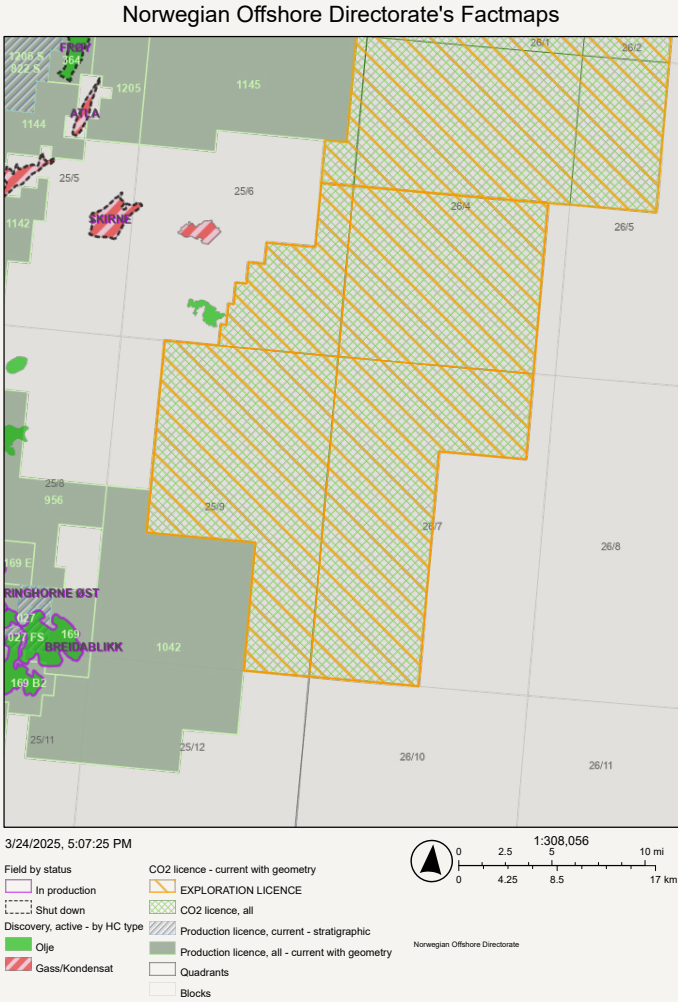 Norwegian Offshore Directorate's Factmaps
26/1
26/2
FRØY
1206 S
822 S
364
1205
1145
ATLA
1144
25/5
25/6
26/4
SKIRNE
1142
26/5
25/8
956
25/9
26/7
26/8
169 E
RINGHORNE ØST
027
027 FS
169
BREIDABLIKK
1042
169 B2
25/11
25/12
26/10
26/11
3/24/2025, 5:07:25 PM
1:308,056
0 2.5 5 10 mi
0 4.25 8.5 17 km
Field by status
In production
Shut down
Discovery, active - by HC type
Olje
Gass/Kondensat
CO2 licence - current with geometry
EXPLORATION LICENCE
CO2 licence, all
Production licence, current - stratigraphic
Production licence, all - current with geometry
Quadrants
Blocks
Norwegian Offshore Directorate